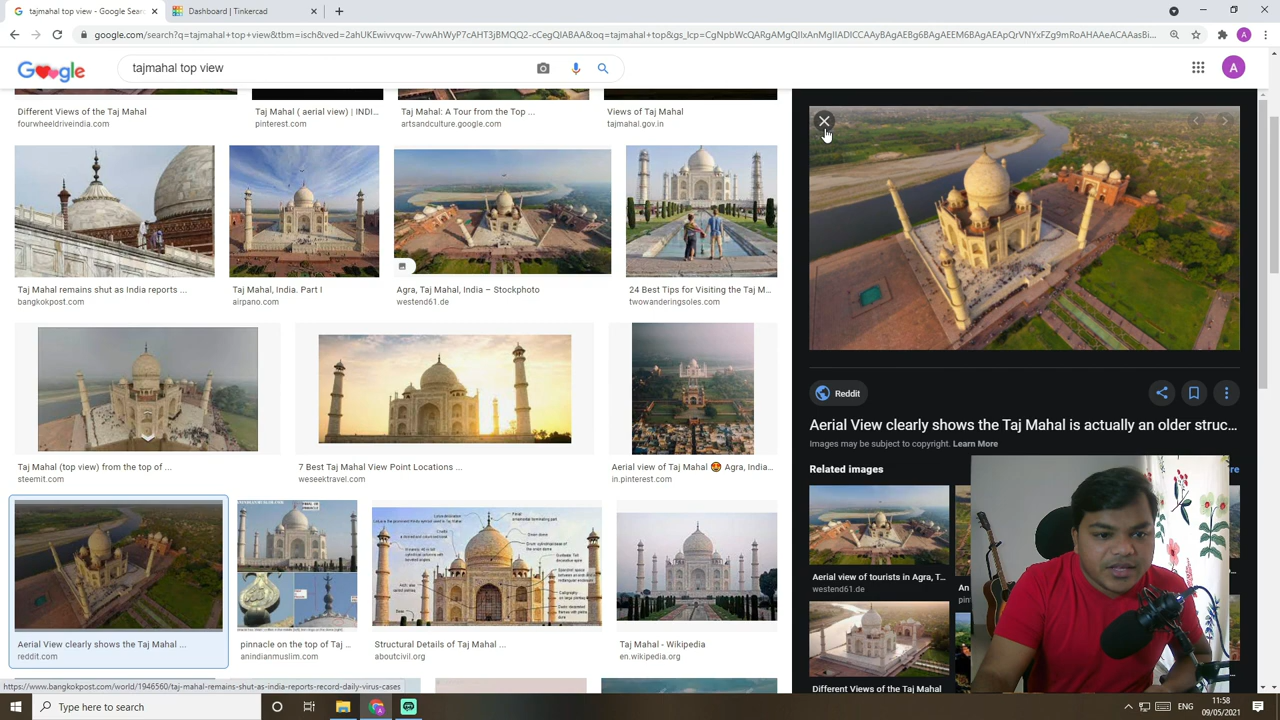 tajmahal top view - Google Search
Dashboard | Tinkercad
google.com/search?q=tajmahal+top+view&tbm=isch&ved=2ahUKEwivvqvw-7vwAhWyP7cAHT3jBMQQ2-cCegQIABAA&oq=tajmahal+top&gs_lcp=CgNpbWcQARgAMgQIIxAnMgIIADICCAAyBAgAEB4
A
tajmahal top view
A
Different Views of the Taj Mahal
fourwheeldriveindia.com
Taj Mahal ( aerial view) | INDI...
pinterest.com
Taj Mahal: A Tour from the Top ...
artsandculture.google.com
Views of Taj Mahal
tajmahal.gov.in
Taj Mahal remains shut as India reports ...
bangkokpost.com
Taj Mahal, India. Part I
airpano.com
Agra, Taj Mahal, India – Stockphoto
westend61.de
24 Best Tips for Visiting the Taj M...
twowanderingsoles.com
Taj Mahal (top view) from the top of ...
steemit.com
7 Best Taj Mahal View Point Locations ...
weseektravel.com
Aerial view of Taj Mahal 🤩 Agra, India...
in.pinterest.com
Aerial View clearly shows the Taj Mahal ...
reddit.com
pinnacle on the top of Taj ...
anindianmuslim.com
Structural Details of Taj Mahal ...
aboutcivil.org
Taj Mahal - Wikipedia
en.wikipedia.org
Reddit
Aerial View clearly shows the Taj Mahal is actually an older struc...
Images may be subject to copyright. Learn More
Related images
Aerial view of tourists in Agra, T...
westend61.de
An
pin
Different Views of the Taj Mahal
https://www.bangkokpost.com/world/1946560/taj-mahal-remains-shut-as-india-reports-record-daily-virus-cases
Type here to search
ENG
11:58
09/05/2021